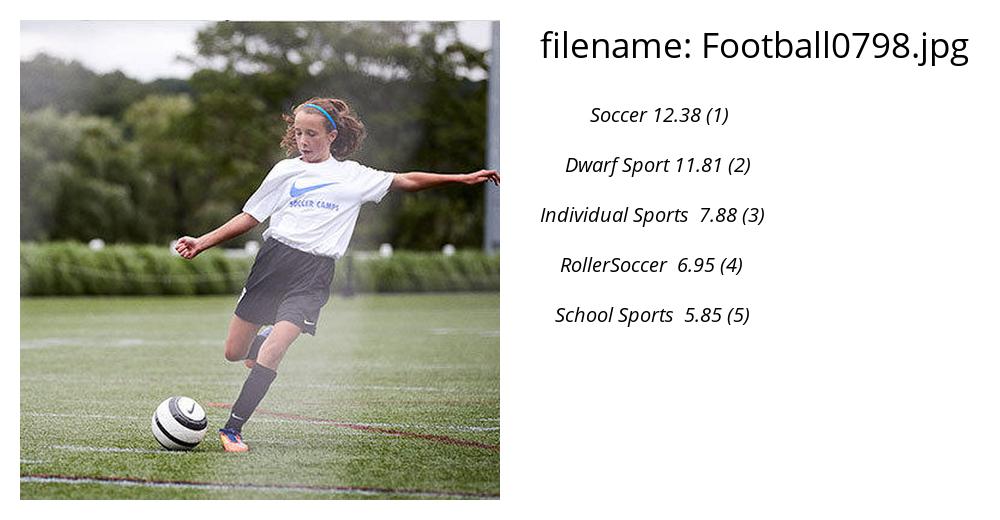 filename: Football0798.jpg
Soccer 12.38 (1)
Dwarf Sport 11.81 (2)
Individual Sports 7.88 (3)
RollerSoccer 6.95 (4)
School Sports 5.85 (5)
SOCCER CAMPS